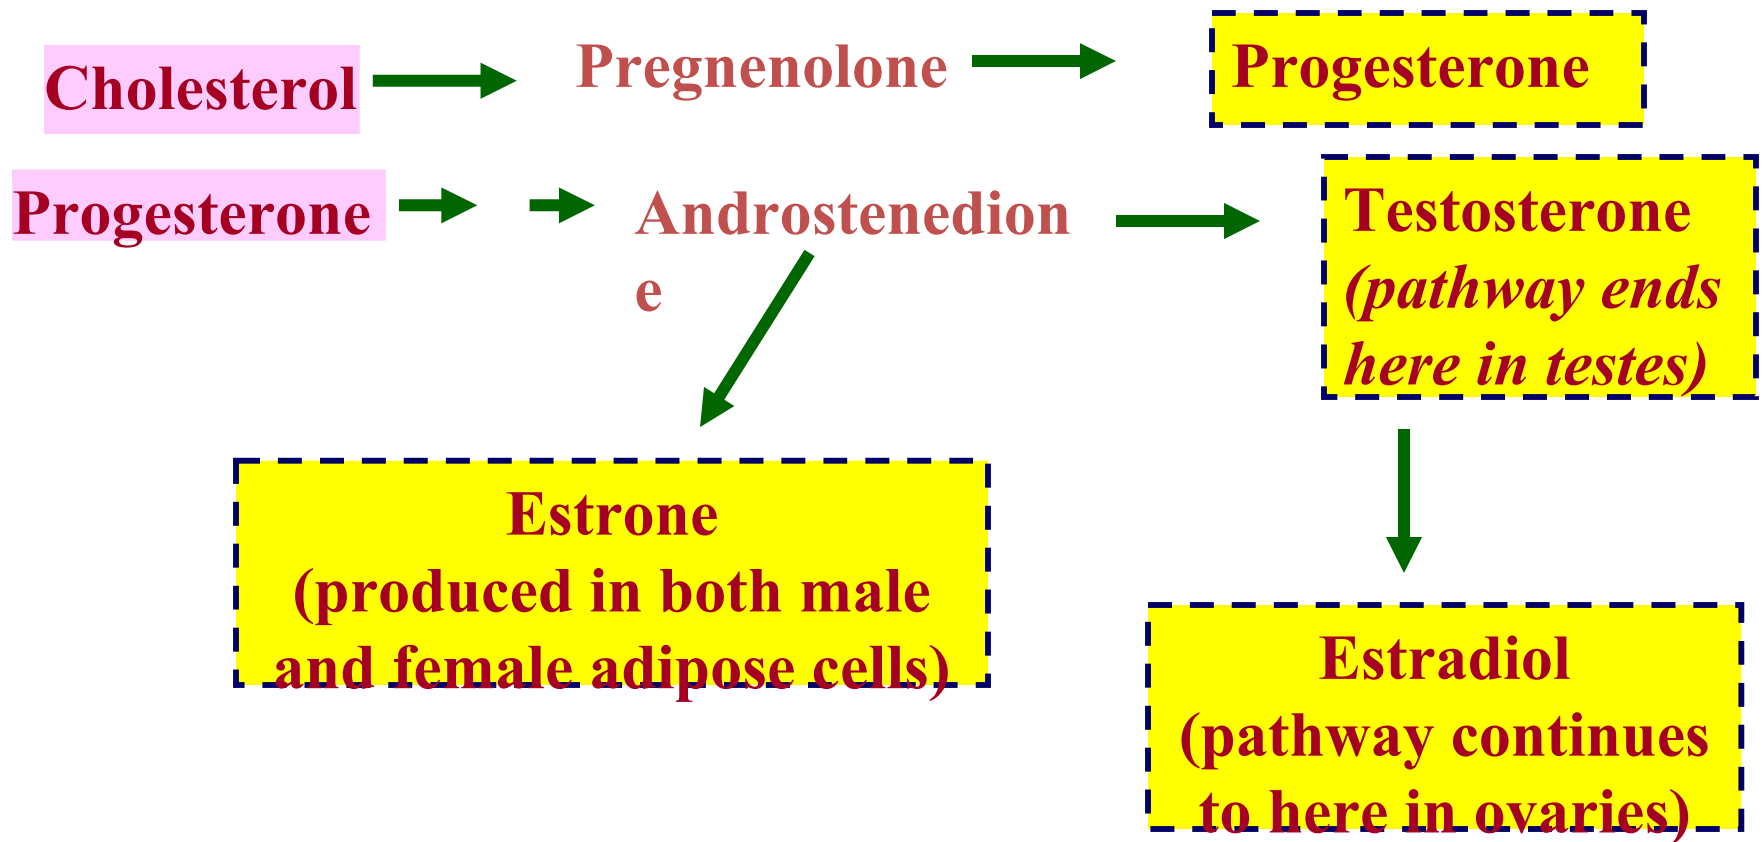 Cholesterol
Pregnenolone
Progesterone
Progesterone
Androstenedion
e
Testosterone
(pathway ends
here in testes)
Estrone
(produced in both male
and female adipose cells)
Estradiol
(pathway continues
to here in ovaries)